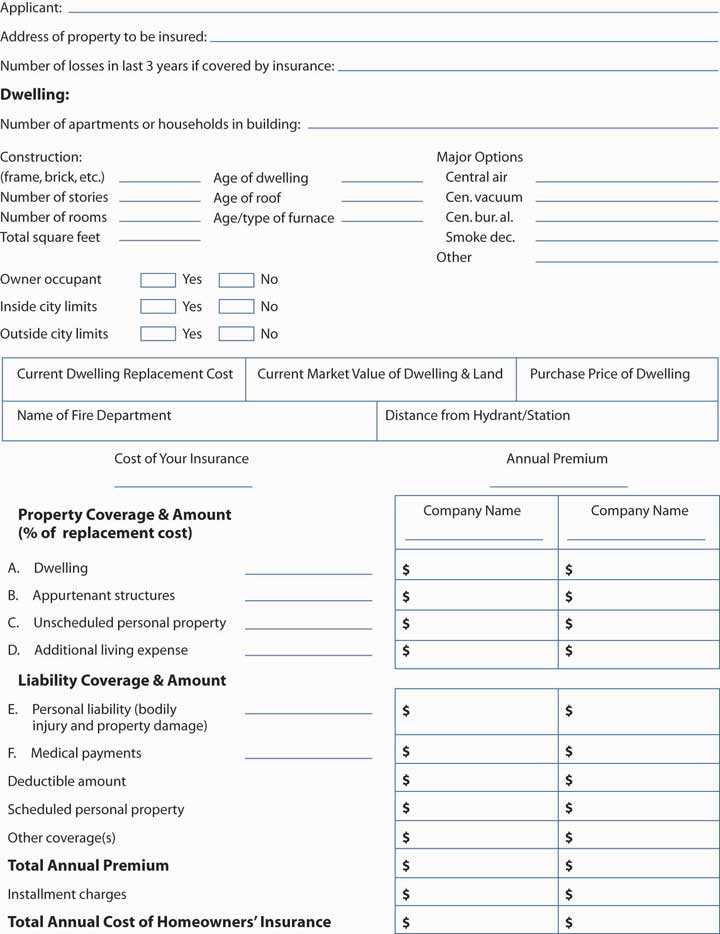 Applicant:
Address of property to be insured:
Number of losses in last 3 years if covered by insurance:
Dwelling:
Number of apartments or households in building:
Construction:
(frame, brick, etc.)
Number of stories
Number of rooms
Total square feet
Age of dwelling
Age of roof
Age/type of furnace
Major Options
Central air
Cen. vacuum
Cen. bur. al.
Smoke dec.
Other
Owner occupant Yes No
Inside city limits Yes No
Outside city limits Yes No
Current Dwelling Replacement Cost Current Market Value of Dwelling & Land Purchase Price of Dwelling
Name of Fire Department Distance from Hydrant/Station
Cost of Your Insurance Annual Premium
Property Coverage & Amount
(% of replacement cost)
Company Name Company Name
A. Dwelling $ $
B. Appurtenant structures $ $
C. Unscheduled personal property $ $
D. Additional living expense $ $
Liability Coverage & Amount
E. Personal liability (bodily
injury and property damage) $ $
F. Medical payments $ $
Deductible amount $ $
Scheduled personal property $ $
Other coverage(s) $ $
Total Annual Premium $ $
Installment charges $ $
Total Annual Cost of Homeowners' Insurance $ $